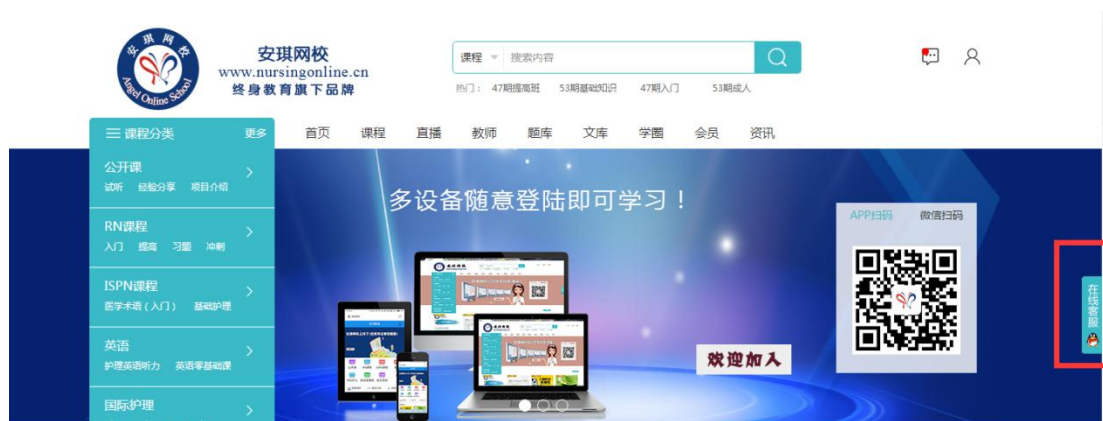 安琪网校
Angel Online School
安琪网校
www.nursingonline.cn
终身教育旗下品牌
课程 搜索内容
热门： 47期提高班 53期基础知识 47期入门 53期成人
课程分类 更多
首页 课程 直播 教师 题库 文库 学圈 会员 资讯
公开课
试听 经验分享 项目介绍
RN课程
入门 提高 习题 冲刺
ISPN课程
医学术语（入门） 基础护理
英语
护理英语听力 英语零基础课
国际护理
多设备随意登陆即可学习！
欢迎加入
APP扫码 微信扫码
在线客服